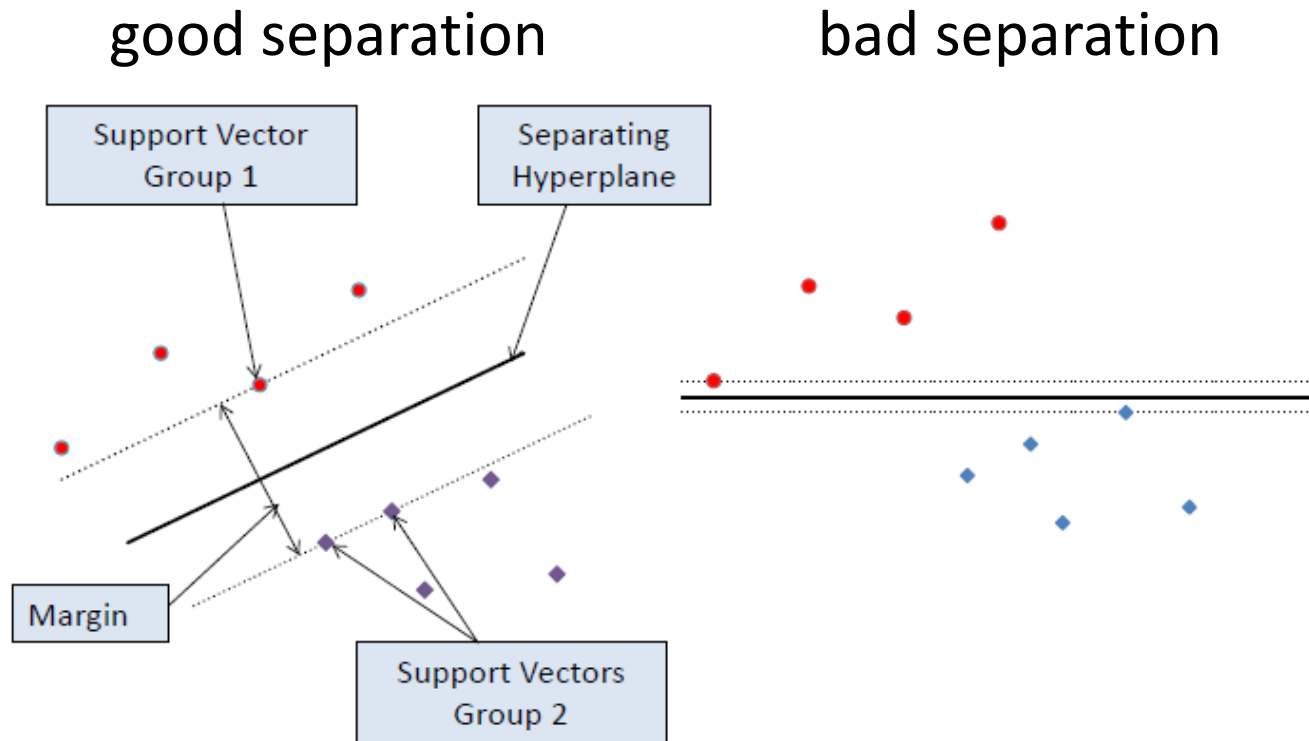 good separation
bad separation
Support Vector
Group 1
Separating
Hyperplane
Margin
Support Vectors
Group 2